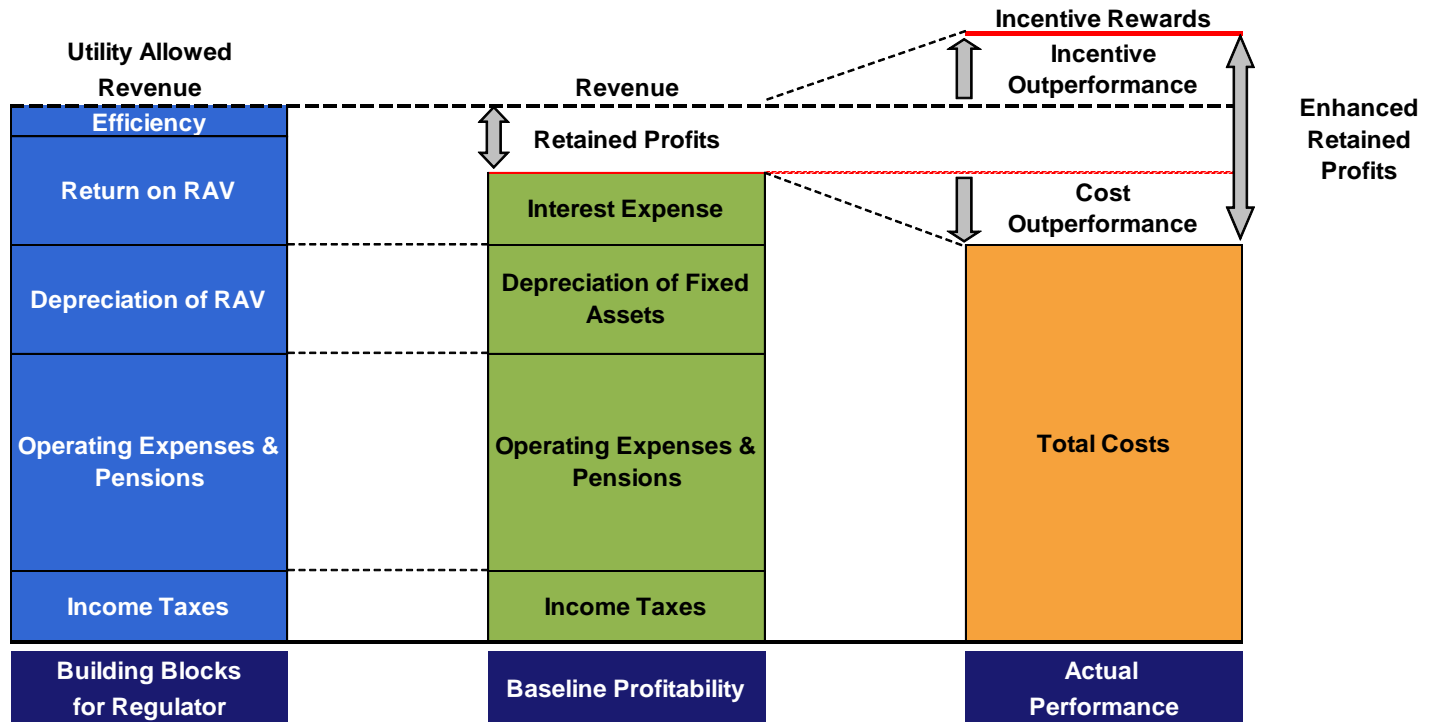 Utility Allowed
Revenue
Efficiency
Return on RAV
Depreciation of RAV
Operating Expenses &
Pensions
Income Taxes
Building Blocks
for Regulator
Revenue
Retained Profits
Interest Expense
Depreciation of Fixed
Assets
Operating Expenses &
Pensions
Income Taxes
Baseline Profitability
Incentive Rewards
Incentive
Outperformance
Cost
Outperformance
Total Costs
Actual
Performance
Enhanced
Retained
Profits